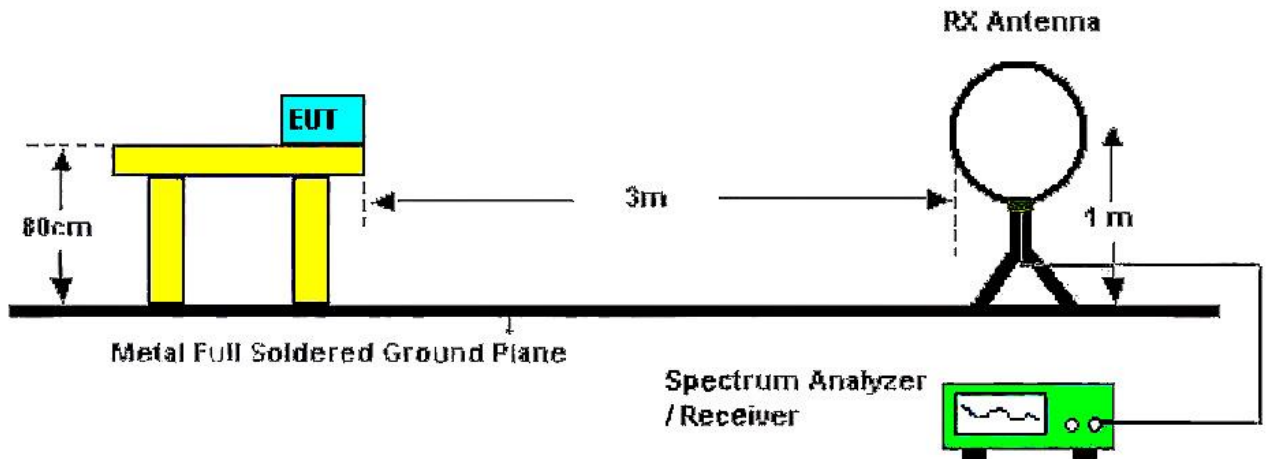 RX Antenna
EUT
3m
80cm
1 m
Metal Full Soldered Ground Plane
Spectrum Analyzer
/ Receiver